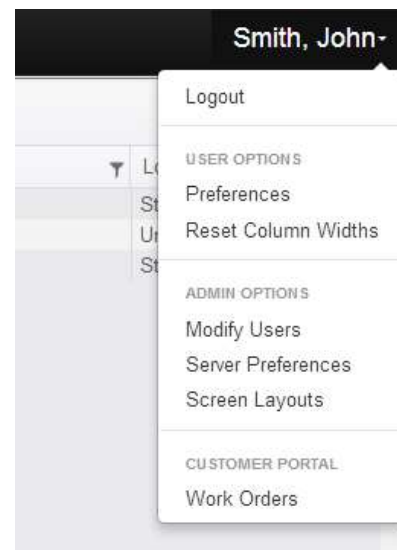 Smith, John
Logout
USER OPTIONS
Preferences
Reset Column Widths
ADMIN OPTIONS
Modify Users
Server Preferences
Screen Layouts
CUSTOMER PORTAL
Work Orders